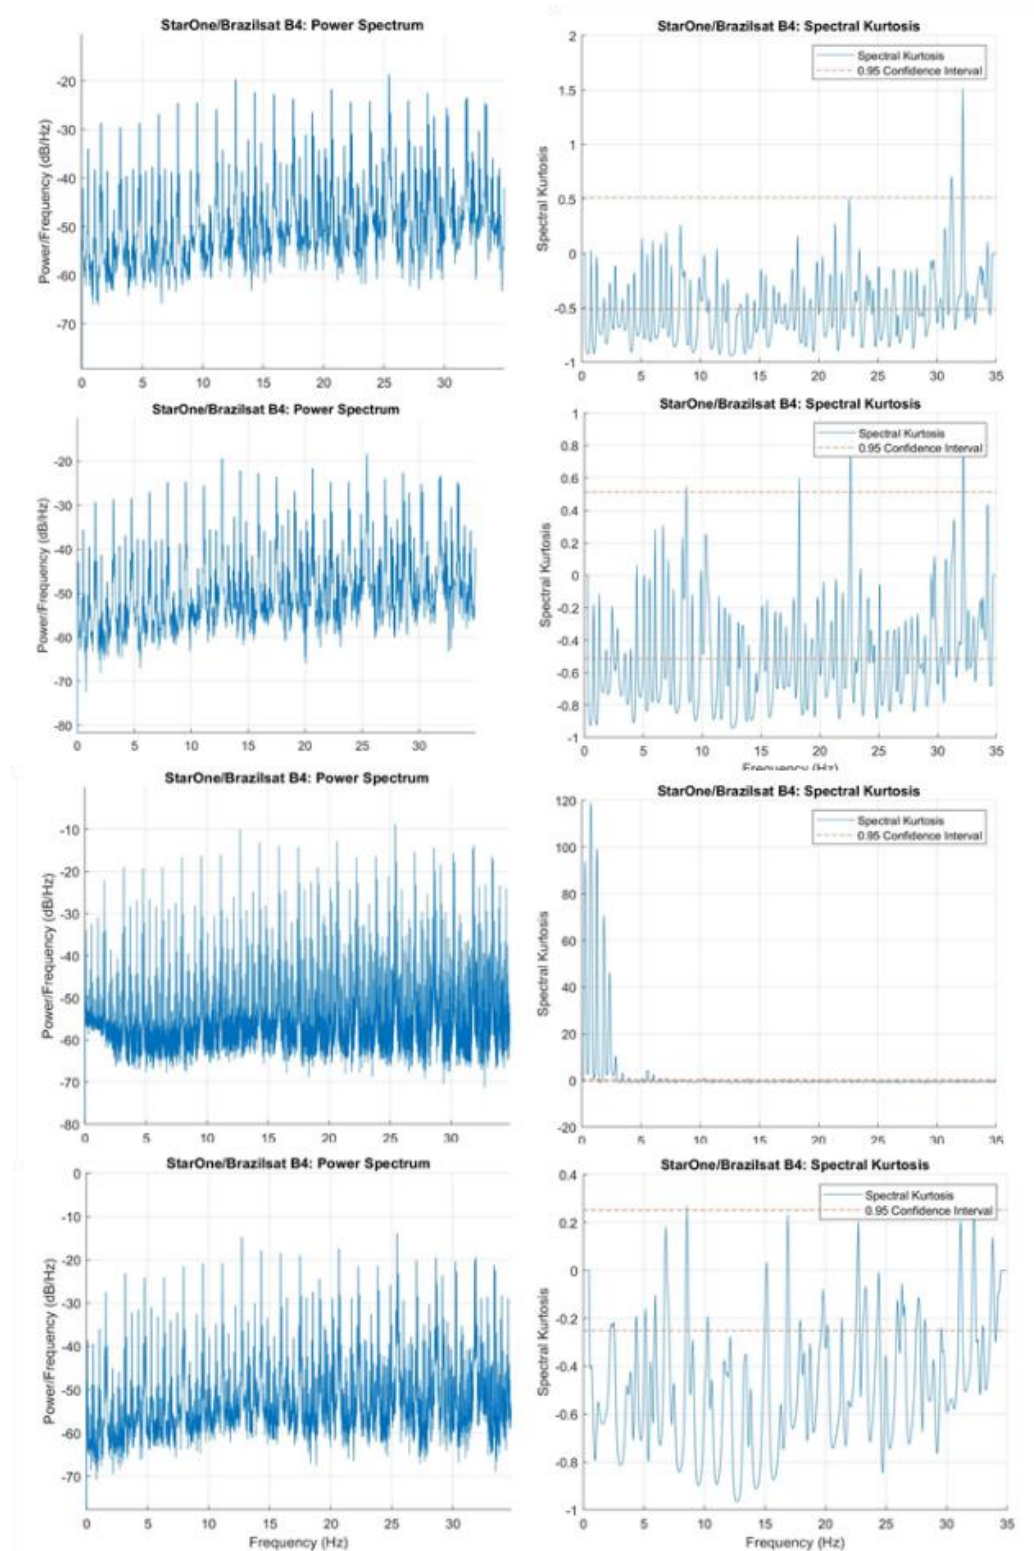 StarOne/Brazilsat B4: Power Spectrum
Power/Frequency (dB/Hz)
-20
-30
-40
-50
-60
-70
0 5 10 15 20 25 30
StarOne/Brazilsat B4: Spectral Kurtosis
Spectral Kurtosis
0.95 Confidence Interval
Spectral Kurtosis
2
1.5
1
0.5
0
-0.5
-1
0 5 10 15 20 25 30 35
StarOne/Brazilsat B4: Power Spectrum
Power/Frequency (dB/Hz)
-20
-30
-40
-50
-60
-70
-80
0 5 10 15 20 25 30
StarOne/Brazilsat B4: Spectral Kurtosis
Spectral Kurtosis
0.95 Confidence Interval
Spectral Kurtosis
1
0.8
0.6
0.4
0.2
0
-0.2
-0.4
-0.6
-0.8
-1
0 5 10 15 20 25 30 35
Frequency (Hz)
StarOne/Brazilsat B4: Power Spectrum
Power/Frequency (dB/Hz)
-10
-20
-30
-40
-50
-60
-70
-80
0 5 10 15 20 25 30
StarOne/Brazilsat B4: Spectral Kurtosis
Spectral Kurtosis
0.95 Confidence Interval
Spectral Kurtosis
120
100
80
60
40
20
0
-20
0 5 10 15 20 25 30 35
StarOne/Brazilsat B4: Power Spectrum
Power/Frequency (dB/Hz)
0
-10
-20
-30
-40
-50
-60
-70
0 5 10 15 20 25 30
Frequency (Hz)
StarOne/Brazilsat B4: Spectral Kurtosis
Spectral Kurtosis
0.95 Confidence Interval
Spectral Kurtosis
0.4
0.2
0
-0.2
-0.4
-0.6
-0.8
-1
0 5 10 15 20 25 30 35
Frequency (Hz)